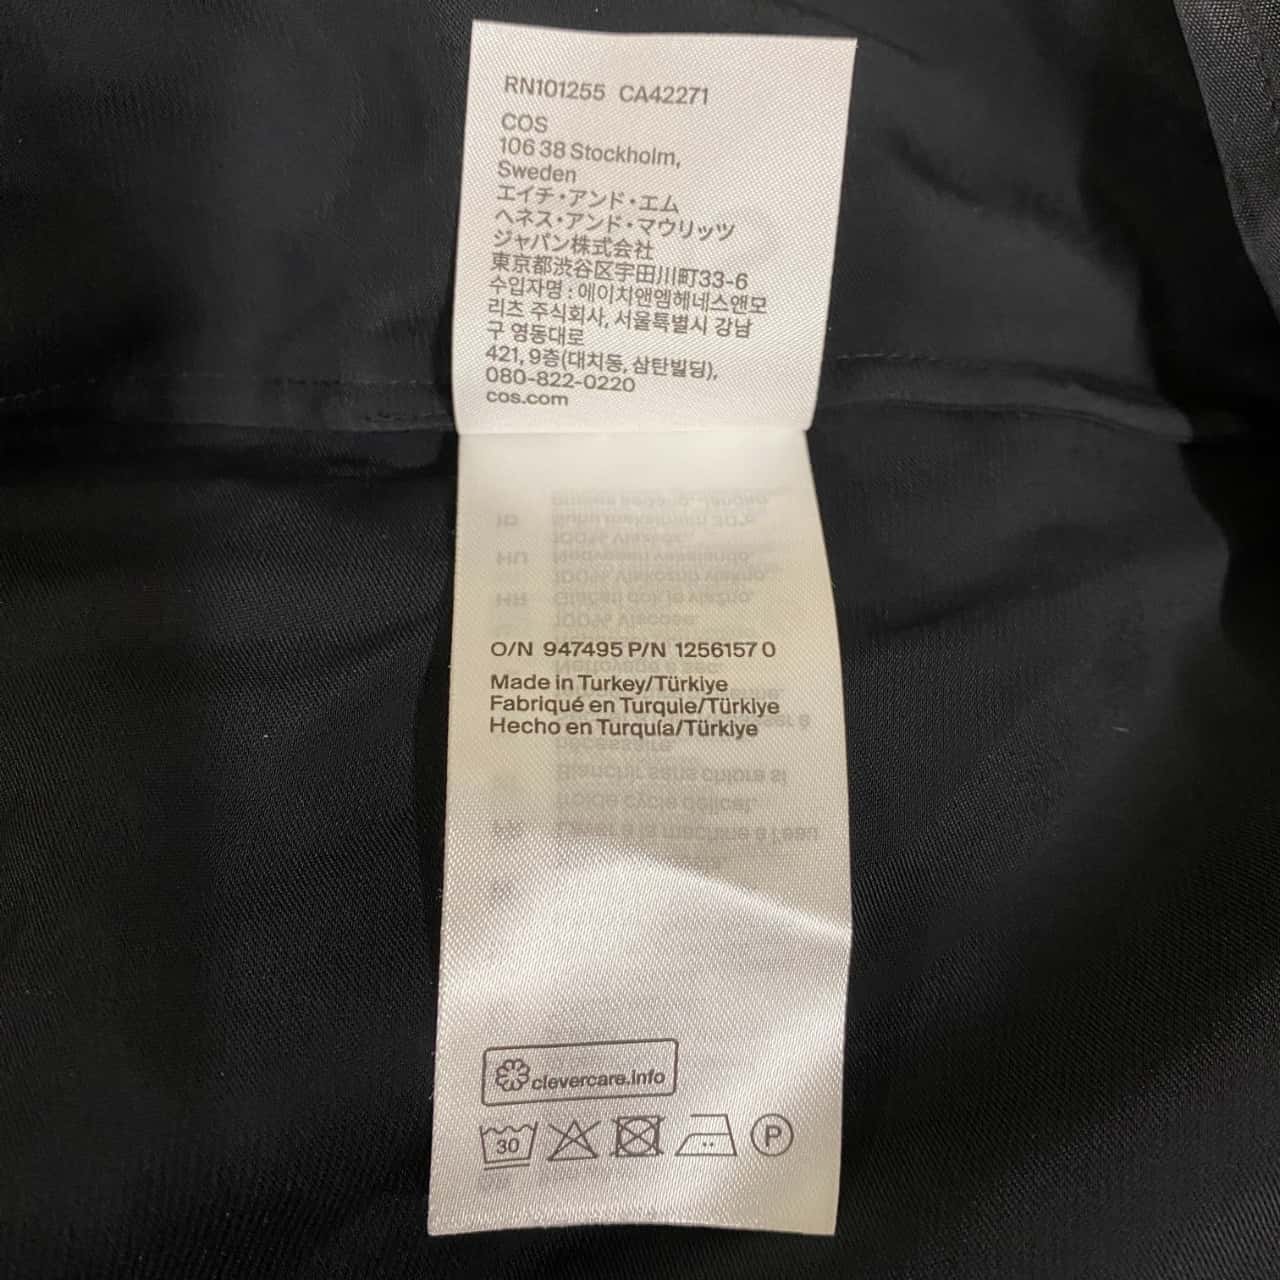 RN101255 CA42271
COS
106 38 Stockholm,
Sweden
エイチ・アンド・エム
ヘネス・アンド・マウリッツ
ジャパン株式会社
東京都渋谷区宇田川町33-6
수입자명 : 에이치앤엠헤네스앤모
리츠 주식회사, 서울특별시 강남
구 영동대로
421, 9층(대치동, 삼탄빌딩),
080-822-0220
cos.com
O/N 947495 P/N 1256157 0
Made in Turkey/Türkiye
Fabriqué en Turquie/Türkiye
Hecho en Turquía/Türkiye
clevercare.info
30
P